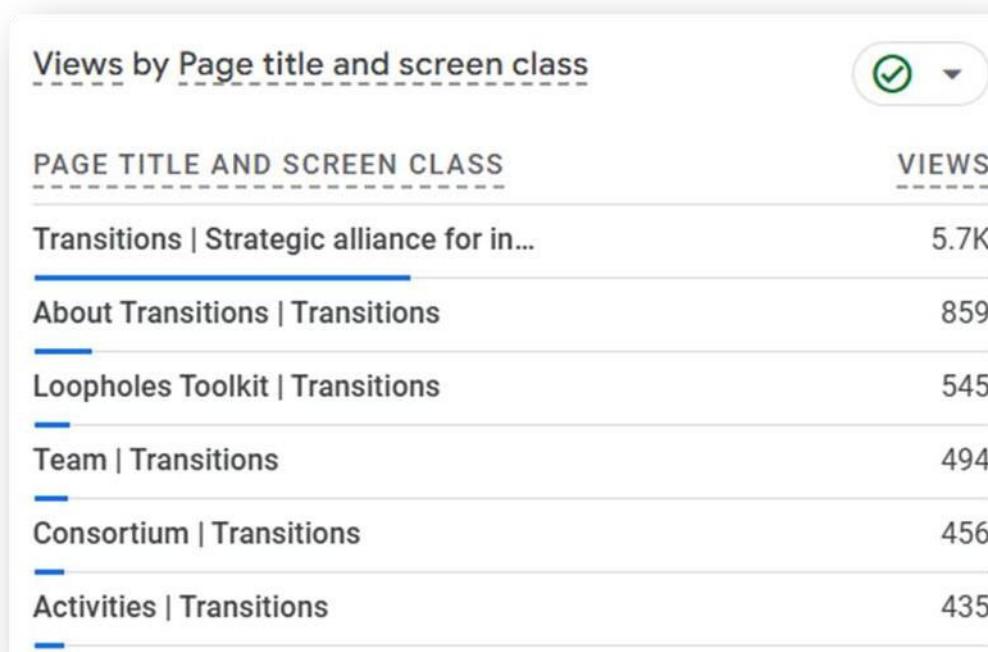 Views by Page title and screen class
PAGE TITLE AND SCREEN CLASS VIEWS
Transitions | Strategic alliance for in... 5.7K
About Transitions | Transitions 859
Loopholes Toolkit | Transitions 545
Team | Transitions 494
Consortium | Transitions 456
Activities | Transitions 435